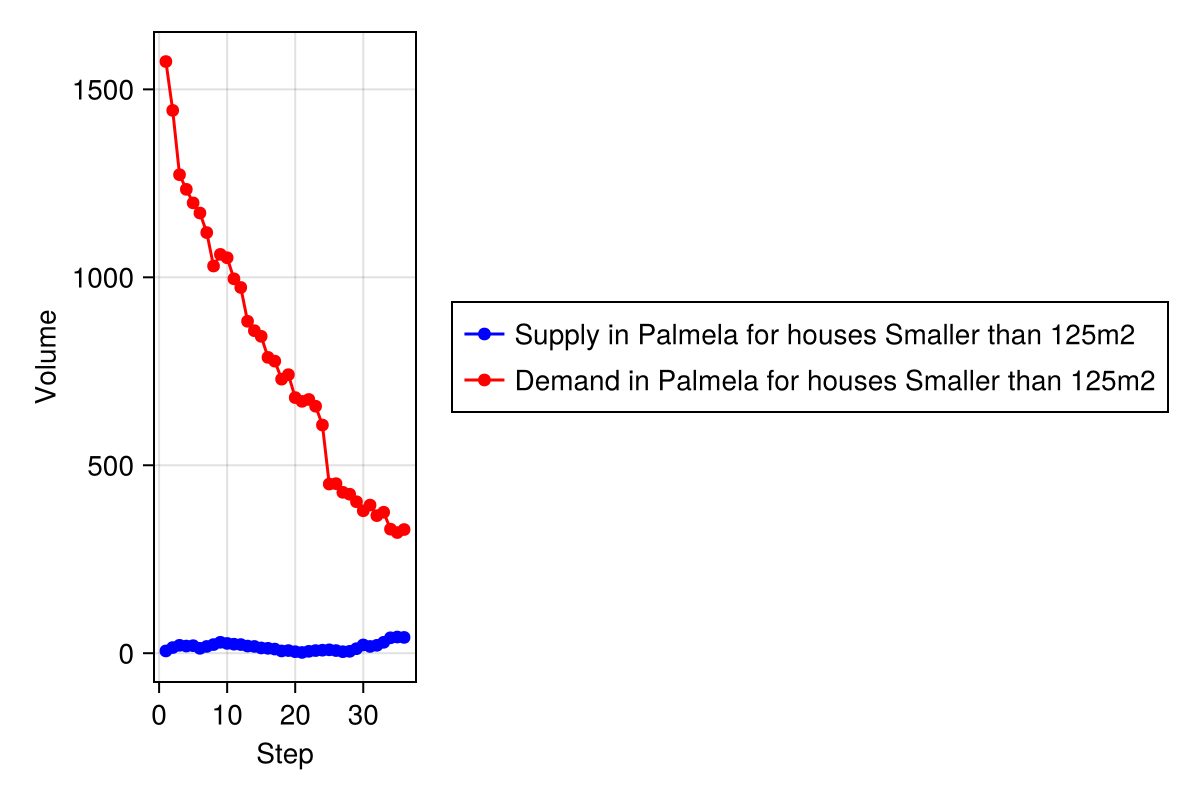 1500
1000
500
0
Volume
0 10 20 30
Step
Supply in Palmela for houses Smaller than 125m2
Demand in Palmela for houses Smaller than 125m2